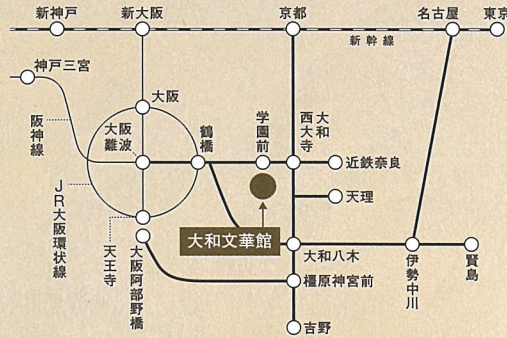 新神戸
新大阪
京都
名古屋
東京
新幹線
神戸三宮
阪神線
大阪
大阪難波
鶴橋
学園前
大和西大寺
近鉄奈良
天理
JR大阪環状線
天王寺
大阪阿部野橋
大和文華館
大和八木
伊勢中川
賢島
橿原神宮前
吉野